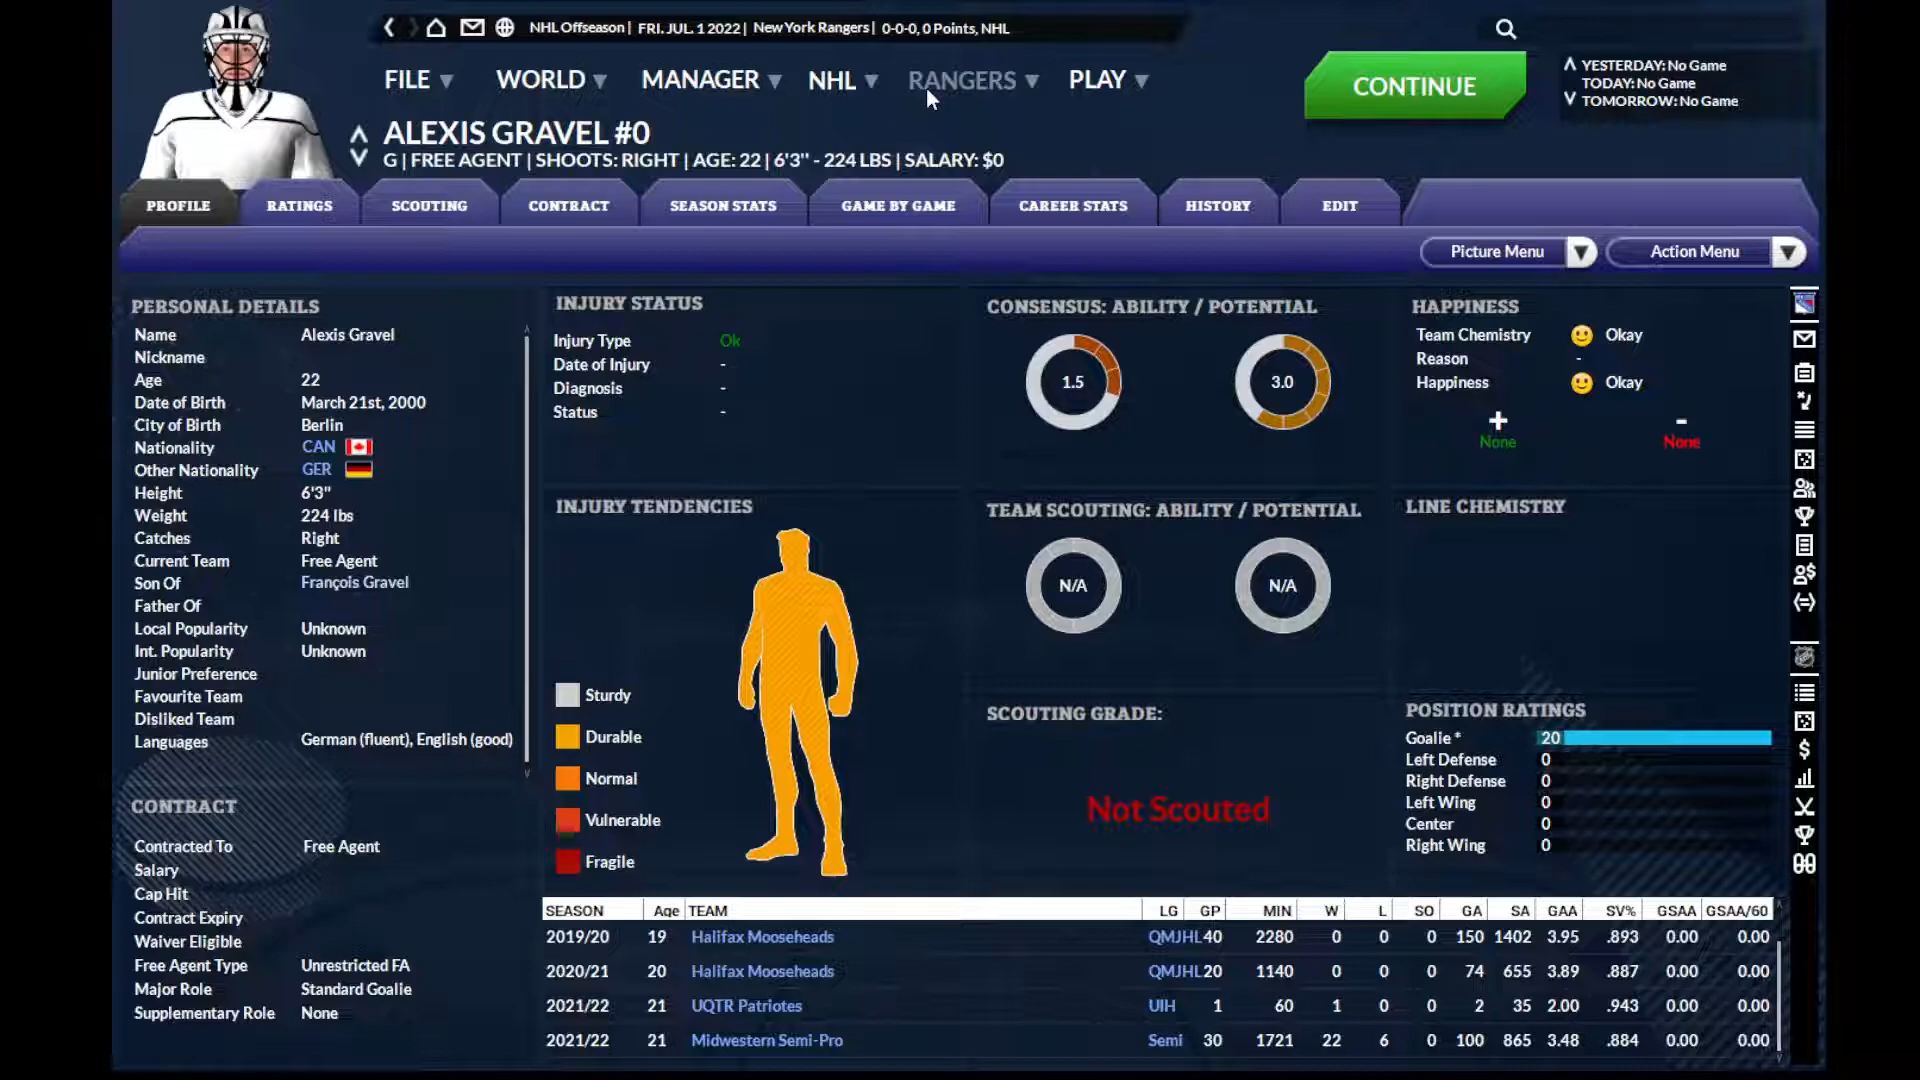 NHL Offseason | FRI. JUL. 1 2022 | New York Rangers | 0-0-0, 0 Points, NHL
FILE WORLD MANAGER NHL RANGERS PLAY
CONTINUE
YESTERDAY: No Game
TODAY: No Game
TOMORROW: No Game
ALEXIS GRAVEL #0
G | FREE AGENT | SHOOTS: RIGHT | AGE: 22 | 6'3" - 224 LBS | SALARY: $0
PROFILE RATINGS SCOUTING CONTRACT SEASON STATS GAME BY GAME CAREER STATS HISTORY EDIT
Picture Menu Action Menu
PERSONAL DETAILS
Name Alexis Gravel
Nickname
Age 22
Date of Birth March 21st, 2000
City of Birth Berlin
Nationality CAN
Other Nationality GER
Height 6'3"
Weight 224 lbs
Catches Right
Current Team Free Agent
Son Of François Gravel
Father Of
Local Popularity Unknown
Int. Popularity Unknown
Junior Preference
Favourite Team
Disliked Team
Languages German (fluent), English (good)
CONTRACT
Contracted To Free Agent
Salary
Cap Hit
Contract Expiry
Waiver Eligible
Free Agent Type Unrestricted FA
Major Role Standard Goalie
Supplementary Role None
INJURY STATUS
Injury Type Ok
Date of Injury -
Diagnosis -
Status -
INJURY TENDENCIES
Sturdy
Durable
Normal
Vulnerable
Fragile
CONSENSUS: ABILITY / POTENTIAL
1.5 3.0
TEAM SCOUTING: ABILITY / POTENTIAL
N/A N/A
SCOUTING GRADE:
Not Scouted
HAPPINESS
Team Chemistry Okay
Reason -
Happiness Okay
+ -
None None
LINE CHEMISTRY
POSITION RATINGS
Goalie * 20
Left Defense 0
Right Defense 0
Left Wing 0
Center 0
Right Wing 0
SEASON Age TEAM LG GP MIN W L SO GA SA GAA SV% GSAA GSAA/60
2019/20 19 Halifax Mooseheads QMJHL 40 2280 0 0 0 150 1402 3.95 .893 0.00 0.00
2020/21 20 Halifax Mooseheads QMJHL 20 1140 0 0 0 74 655 3.89 .887 0.00 0.00
2021/22 21 UQTR Patriotes UIH 1 60 1 0 0 2 35 2.00 .943 0.00 0.00
2021/22 21 Midwestern Semi-Pro Semi 30 1721 22 6 0 100 865 3.48 .884 0.00 0.00